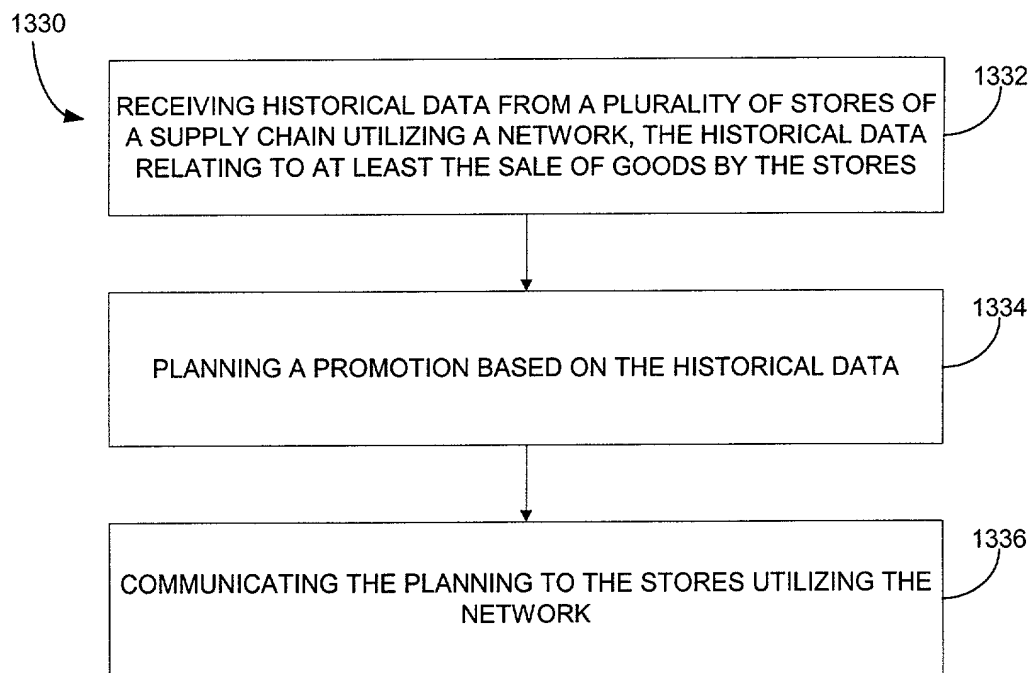 1330
1332
RECEIVING HISTORICAL DATA FROM A PLURALITY OF STORES OF
A SUPPLY CHAIN UTILIZING A NETWORK, THE HISTORICAL DATA
RELATING TO AT LEAST THE SALE OF GOODS BY THE STORES
1334
PLANNING A PROMOTION BASED ON THE HISTORICAL DATA
1336
COMMUNICATING THE PLANNING TO THE STORES UTILIZING THE
NETWORK